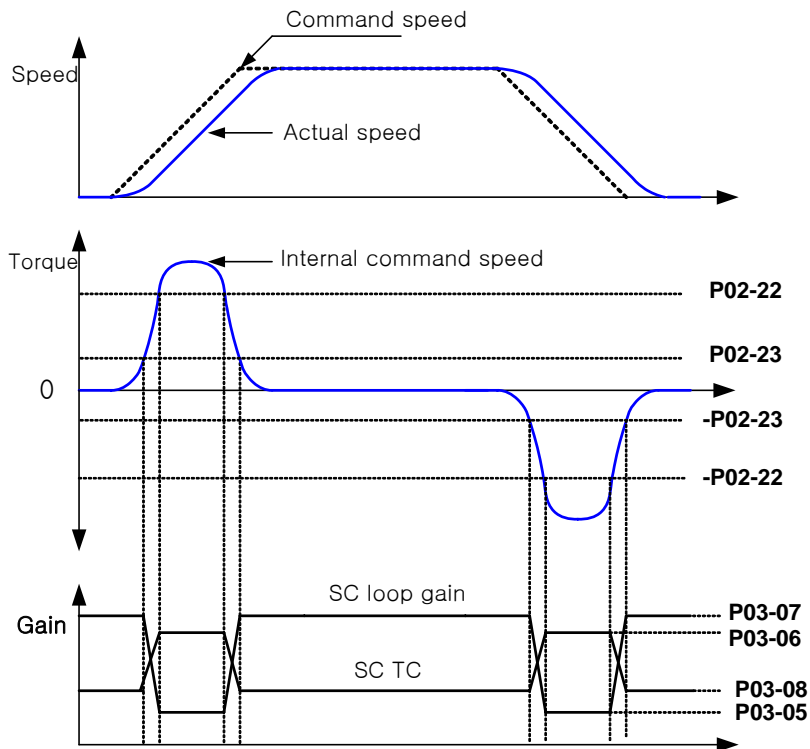 Command speed
Speed
Actual speed
Torque
Internal command speed
P02-22
P02-23
0
-P02-23
-P02-22
SC loop gain
P03-07
Gain
P03-06
SC TC
P03-08
P03-05